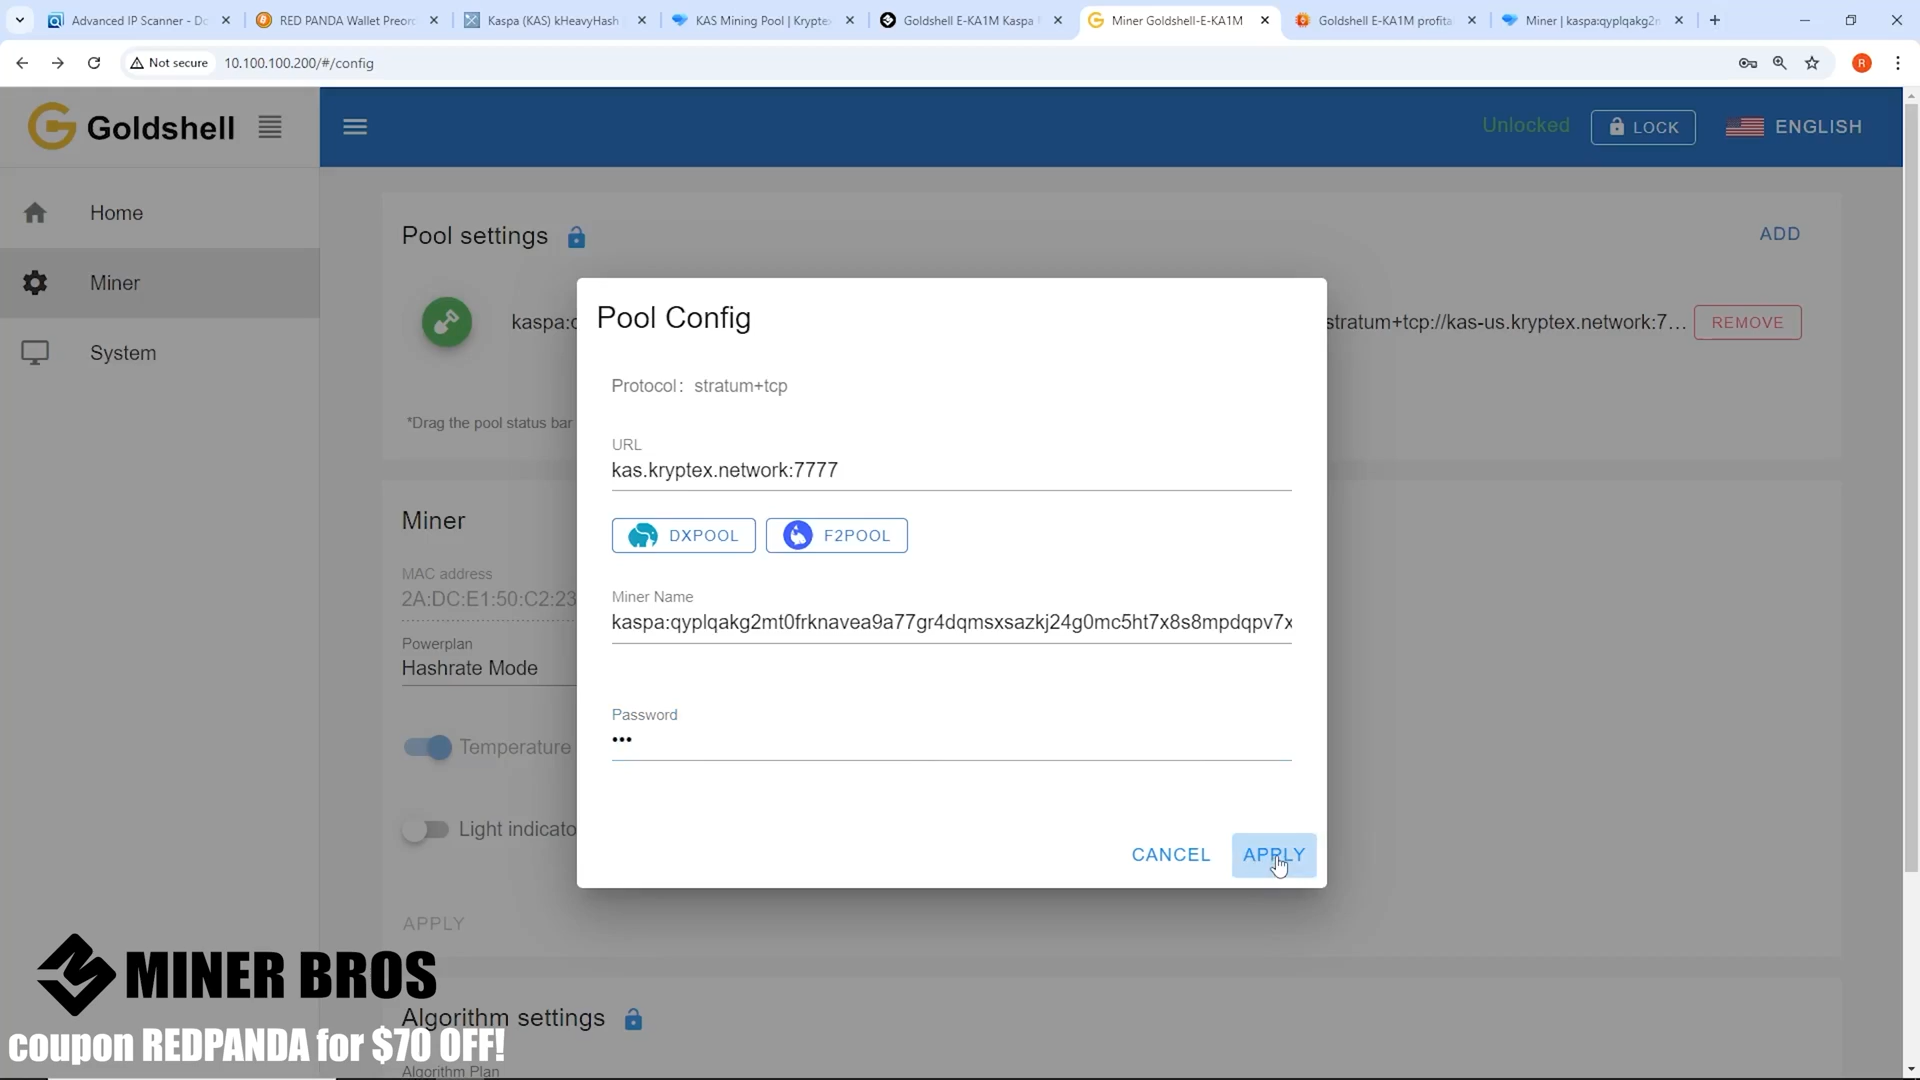 Advanced IP Scanner - Do
RED PANDA Wallet Preord
Kaspa (KAS) kHeavyHash
KAS Mining Pool | Kryptex
Goldshell E-KA1M Kaspa
Miner Goldshell-E-KA1M
Goldshell E-KA1M profita
Miner | kaspa:qyplqakg2m
Not secure
10.100.100.200/#/config
R
Goldshell
Unlocked
LOCK
ENGLISH
Home
Miner
System
Pool settings
ADD
kaspa:
stratum+tcp://kas-us.kryptex.network:7...
REMOVE
*Drag the pool status bar
Pool Config
Protocol: stratum+tcp
URL
kas.kryptex.network:7777
DXPOOL
F2POOL
Miner Name
kaspa:qyplqakg2mt0frknavea9a77gr4dqmsxsazkj24g0mc5ht7x8s8mpdqpv7x
Password
•••
CANCEL
APPLY
Miner
MAC address
2A:DC:E1:50:C2:23
Powerplan
Hashrate Mode
Temperature
Light indicato
APPLY
MINER BROS
coupon REDPANDA for $70 OFF!
Algorithm settings
Algorithm Plan